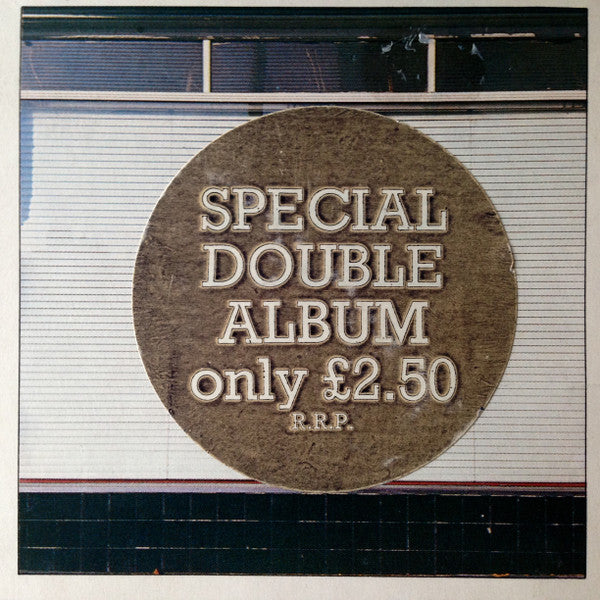 SPECIAL
DOUBLE
ALBUM
only £2.50
R.R.P.